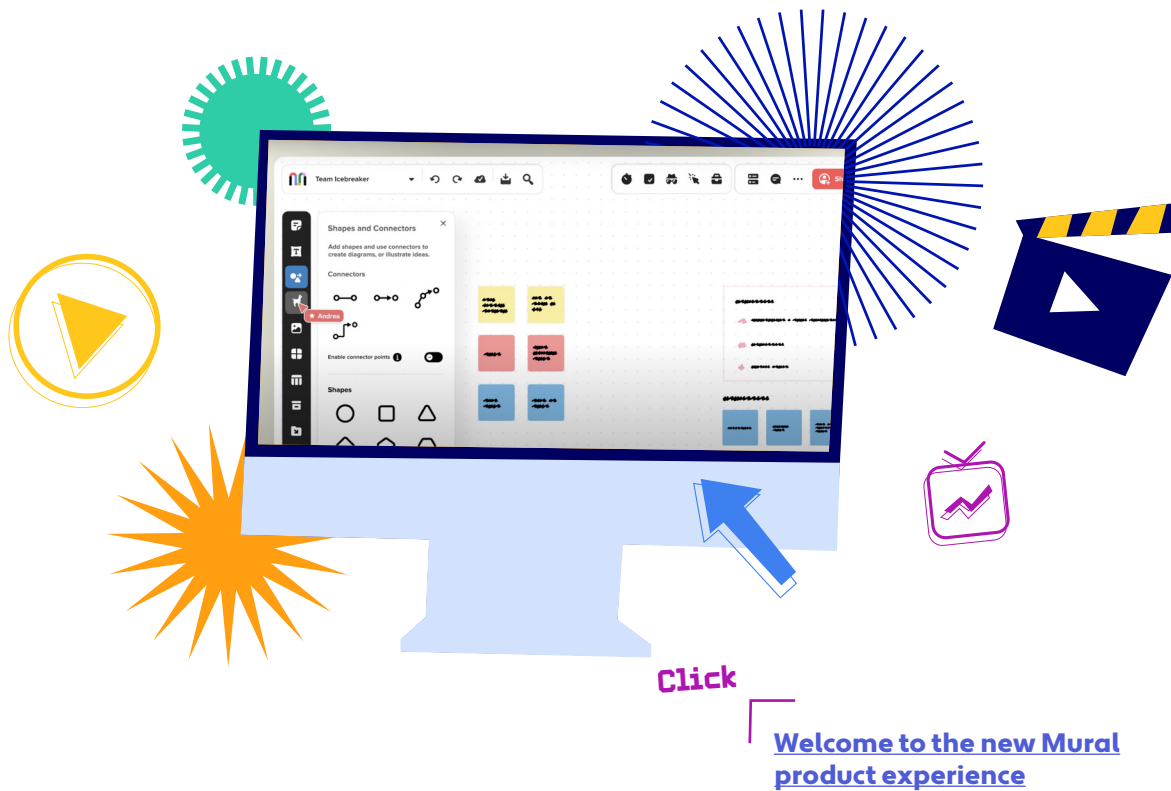 Team Icebreaker
Sh
Shapes and Connectors
Add shapes and use connectors to
create diagrams, or illustrate ideas.
Connectors
Andrea
Enable connector points
Shapes
Click
Welcome to the new Mural
product experience